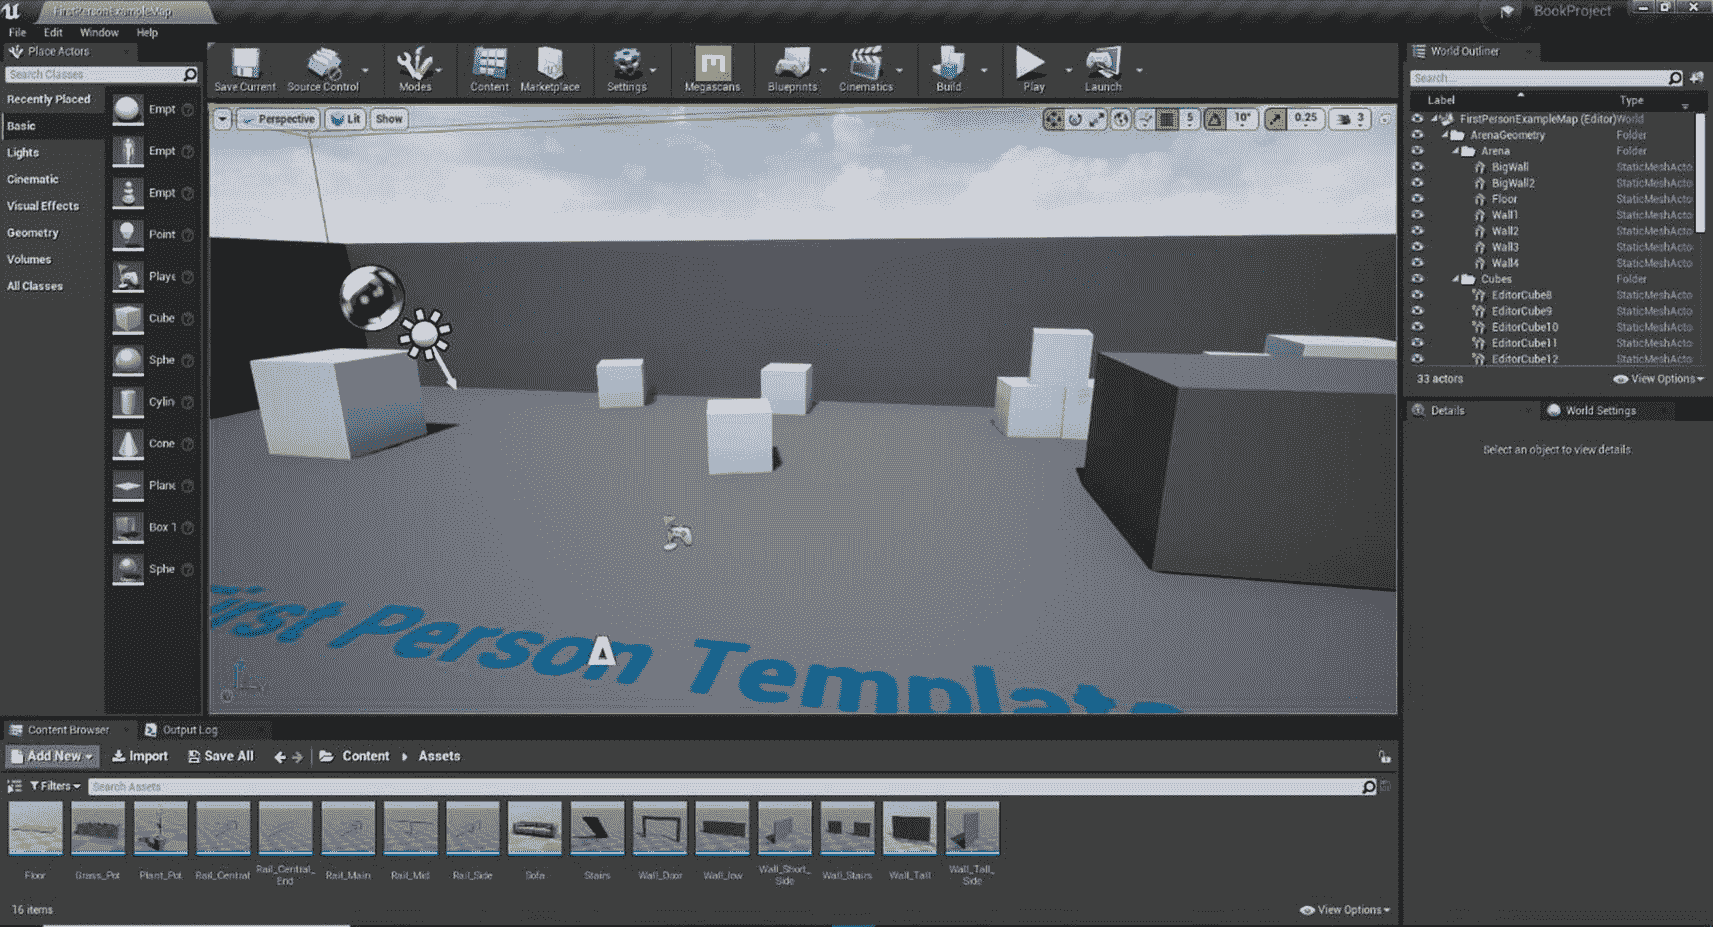 FirstPersonExampleMap
BookProject
File Edit Window Help
Place Actors
Search Classes
Recently Placed
Basic
Lights
Cinematic
Visual Effects
Geometry
Volumes
All Classes
Empt
Empt
Empt
Point
Playe
Cube
Sphe
Cylin
Cone
Plane
Box T
Sphe
Save Current Source Control Modes Content Marketplace Settings Megascans Blueprints Cinematics Build Play Launch
Perspective Lit Show
5 10° 0.25 3
First Person Template
World Outliner
Search...
Label Type
FirstPersonExampleMap (Editor) World
ArenaGeometry Folder
Arena Folder
BigWall StaticMeshActo
BigWall2 StaticMeshActo
Floor StaticMeshActo
Wall1 StaticMeshActo
Wall2 StaticMeshActo
Wall3 StaticMeshActo
Wall4 StaticMeshActo
Cubes Folder
EditorCube8 StaticMeshActo
EditorCube9 StaticMeshActo
EditorCube10 StaticMeshActo
EditorCube11 StaticMeshActo
EditorCube12 StaticMeshActo
33 actors View Options
Details World Settings
Select an object to view details.
Content Browser Output Log
Add New Import Save All Content Assets
Filters Search Assets
Floor Grass_Pot Plant_Pot Rail_Central Rail_Central_End Rail_Main Rail_Mid Rail_Side Sofa Stairs Wall_Door Wall_low Wall_Short_Side Wall_Stairs Wall_Tall Wall_Tall_Side
16 items View Options